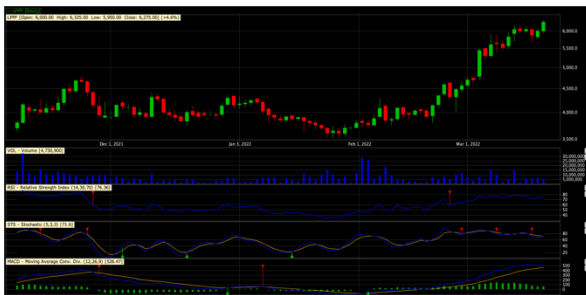 LPPF [Daily]
LPPF [Open: 6,000.00 High: 6,325.00 Low: 5,950.00 Close: 6,275.00 (+4.6%)
6,000.0
5,500.0
5,000.0
4,500.0
4,000.0
3,500.0
Dec 1, 2021
Jan 3, 2022
Feb 1, 2022
Mar 1, 2022
VOL - Volume [4,730,900]
30,000,000
25,000,000
20,000,000
15,000,000
10,000,000
5,000,000
RSI - Relative Strength Index (14,30,70) [76.36]
80
70
60
50
40
STO - Stochastic (5,3,3) [71.6]
80
60
40
20
MACD - Moving Average Conv. Div. (12,26,9) [526.47]
500
400
300
200
100
0